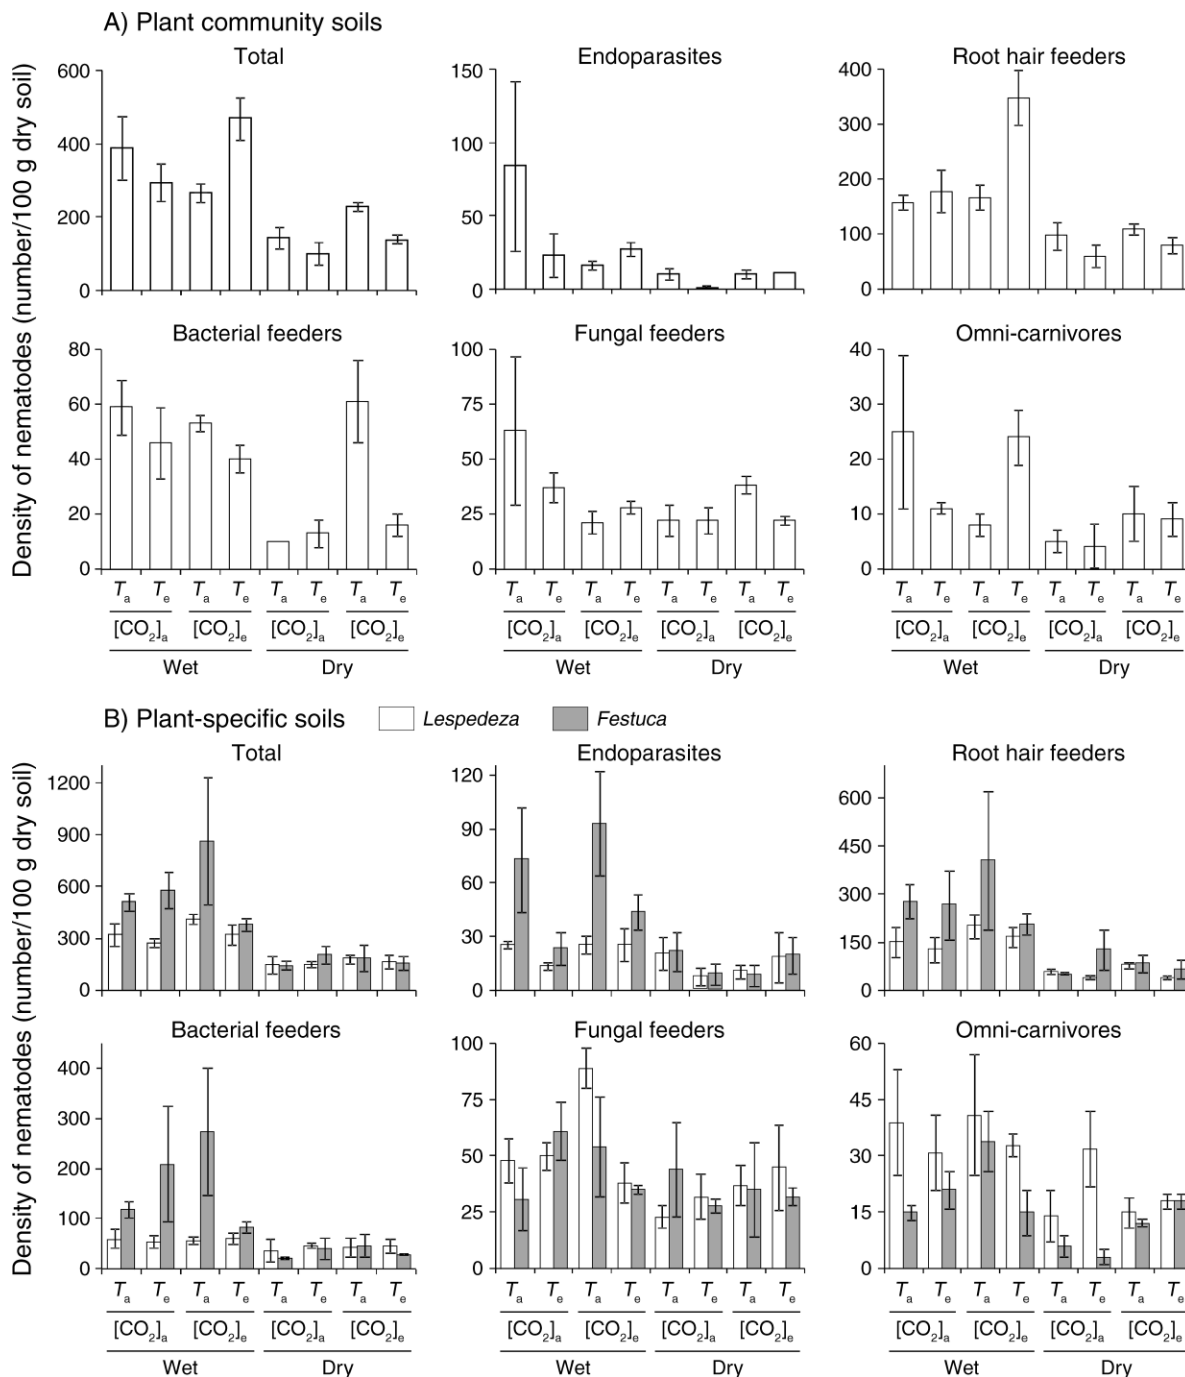 A) Plant community soils
Total Endoparasites Root hair feeders
600 150 400
400 100 300
200 50 200
0 0 100
0
Bacterial feeders Fungal feeders Omni-carnivores
80 100 40
60 75 30
40 50 20
20 25 10
0 0 0
Density of nematodes (number/100 g dry soil)
Tₐ Tₑ Tₐ Tₑ Tₐ Tₑ Tₐ Tₑ Tₐ Tₑ Tₐ Tₑ Tₐ Tₑ Tₐ Tₑ Tₐ Tₑ Tₐ Tₑ Tₐ Tₑ Tₐ Tₑ
[CO₂]ₐ [CO₂]ₑ [CO₂]ₐ [CO₂]ₑ [CO₂]ₐ [CO₂]ₑ [CO₂]ₐ [CO₂]ₑ [CO₂]ₐ [CO₂]ₑ [CO₂]ₐ [CO₂]ₑ
Wet Dry Wet Dry Wet Dry
B) Plant-specific soils Lespedeza Festuca
Total Endoparasites Root hair feeders
1200 120 600
900 90 450
600 60 300
300 30 150
0 0 0
Bacterial feeders Fungal feeders Omni-carnivores
400 100 60
300 75 45
200 50 30
100 25 15
0 0 0
Density of nematodes (number/100 g dry soil)
Tₐ Tₑ Tₐ Tₑ Tₐ Tₑ Tₐ Tₑ Tₐ Tₑ Tₐ Tₑ Tₐ Tₑ Tₐ Tₑ Tₐ Tₑ Tₐ Tₑ Tₐ Tₑ Tₐ Tₑ
[CO₂]ₐ [CO₂]ₑ [CO₂]ₐ [CO₂]ₑ [CO₂]ₐ [CO₂]ₑ [CO₂]ₐ [CO₂]ₑ [CO₂]ₐ [CO₂]ₑ [CO₂]ₐ [CO₂]ₑ
Wet Dry Wet Dry Wet Dry